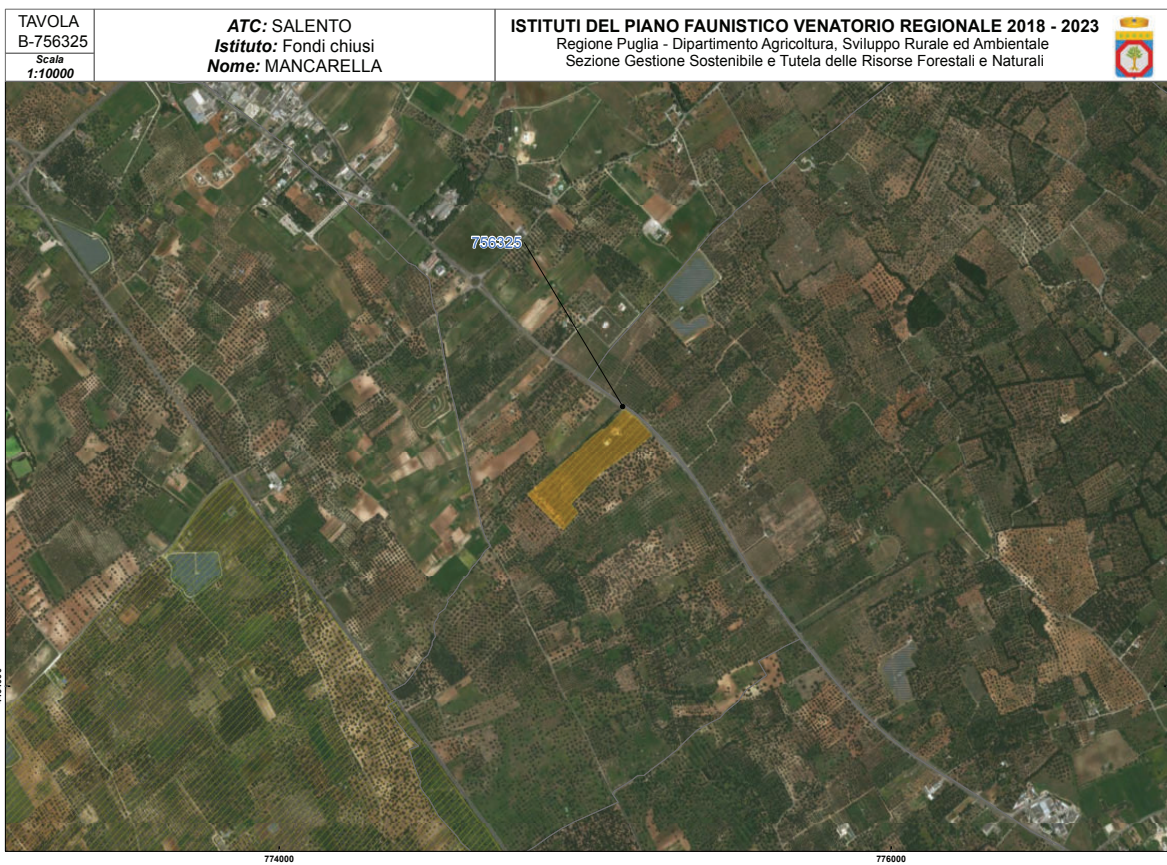 TAVOLA
B-756325
Scala
1:10000
ATC: SALENTO
Istituto: Fondi chiusi
Nome: MANCARELLA
ISTITUTI DEL PIANO FAUNISTICO VENATORIO REGIONALE 2018 - 2023
Regione Puglia - Dipartimento Agricoltura, Sviluppo Rurale ed Ambientale
Sezione Gestione Sostenibile e Tutela delle Risorse Forestali e Naturali
756325
774000
776000